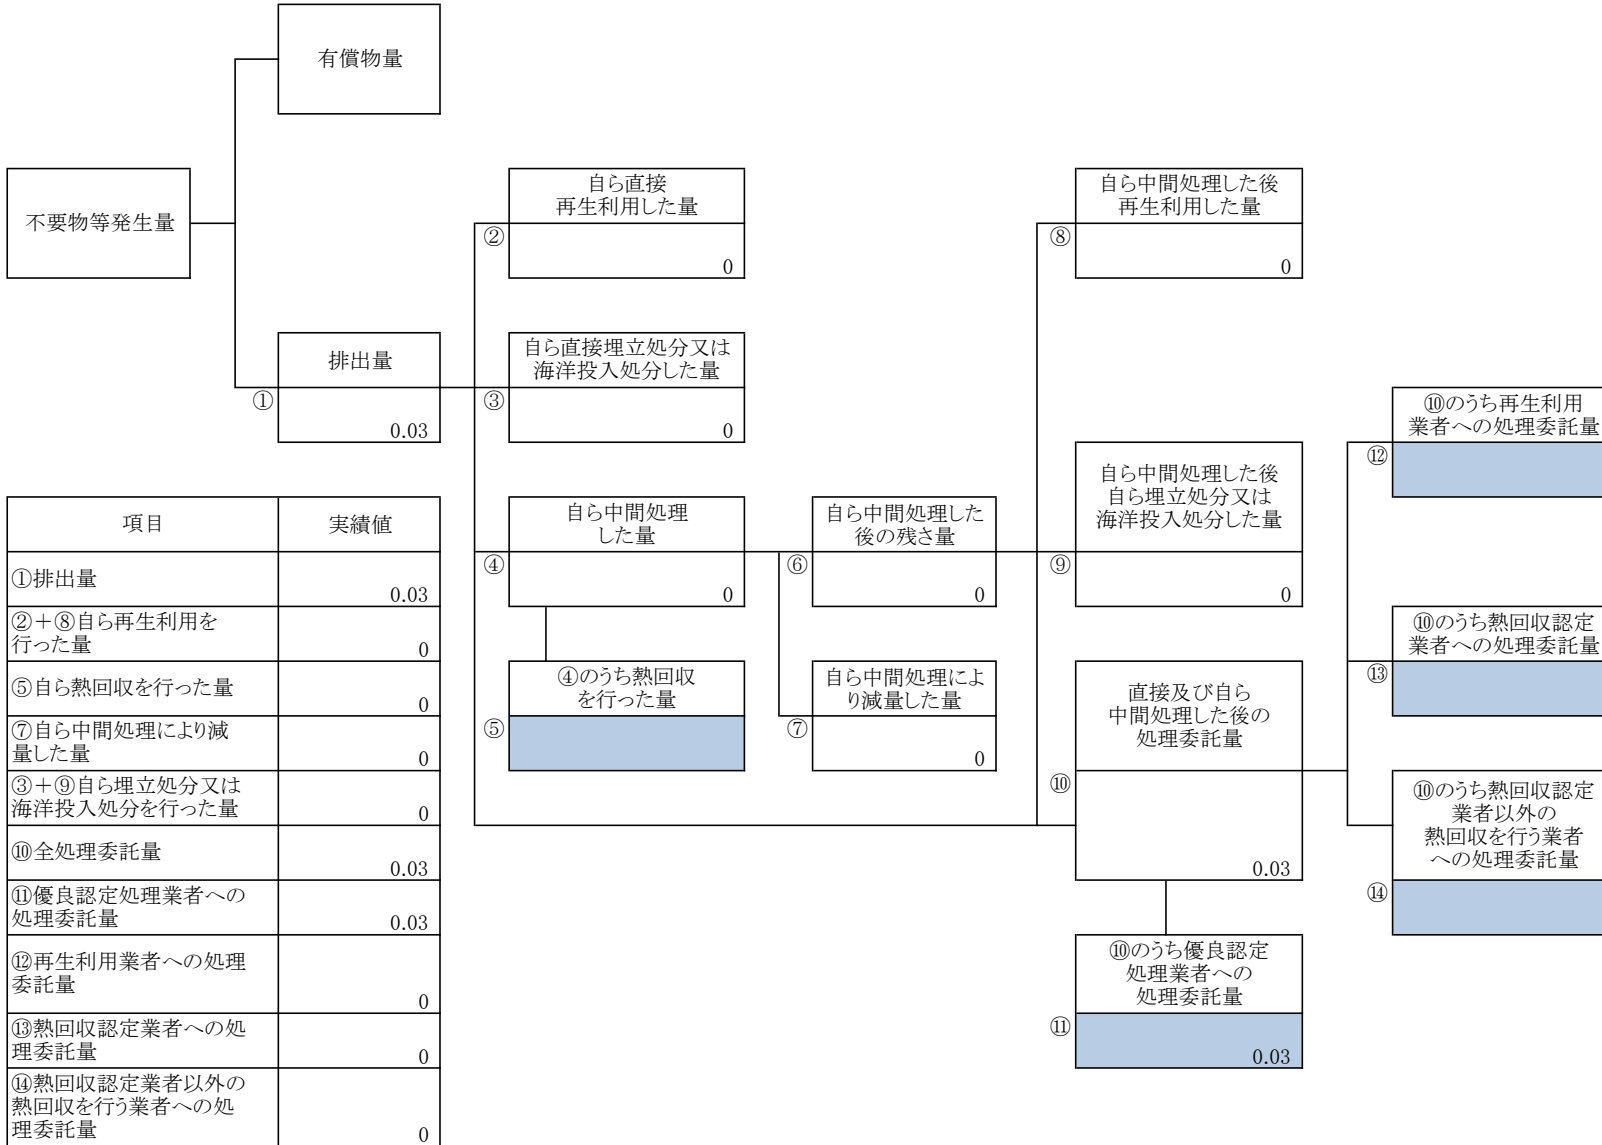 有償物量
不要物等発生量
自ら直接
再生利用した量
②
0
自ら中間処理した後
再生利用した量
⑧
0
排出量
①
0.03
自ら直接埋立処分又は
海洋投入処分した量
③
0
⑩のうち再生利用
業者への処理委託量
⑫
自ら中間処理
した量
④
0
自ら中間処理した
後の残さ量
⑥
0
自ら中間処理した後
自ら埋立処分又は
海洋投入処分した量
⑨
0
⑩のうち熱回収認定
業者への処理委託量
⑬
④のうち熱回収
を行った量
⑤
自ら中間処理によ
り減量した量
⑦
0
直接及び自ら
中間処理した後の
処理委託量
⑩
0.03
⑩のうち熱回収認定
業者以外の
熱回収を行う業者
への処理委託量
⑭
⑩のうち優良認定
処理業者への
処理委託量
⑪
0.03
項目
実績値
①排出量
0.03
②＋⑧自ら再生利用を
行った量
0
⑤自ら熱回収を行った量
0
⑦自ら中間処理により減
量した量
0
③＋⑨自ら埋立処分又は
海洋投入処分を行った量
0
⑩全処理委託量
0.03
⑪優良認定処理業者への
処理委託量
0.03
⑫再生利用業者への処理
委託量
0
⑬熱回収認定業者への処
理委託量
0
⑭熱回収認定業者以外の
熱回収を行う業者への処
理委託量
0